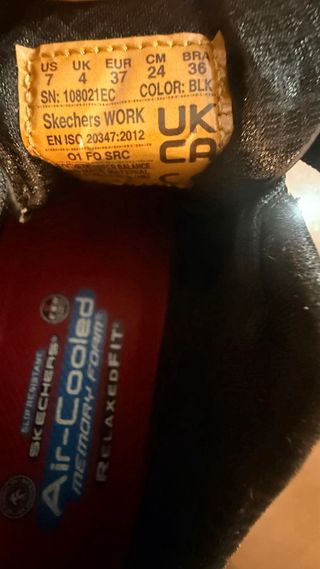 US UK EUR CM BRA
7 4 37 24 36
SN: 108021EC COLOR: BLK
Skechers WORK
EN ISO 20347:2012
O1 FO SRC
UK
CA
SLIP RESISTANT
SKECHERS
Air-Cooled
MEMORY FOAM
RELAXED FIT